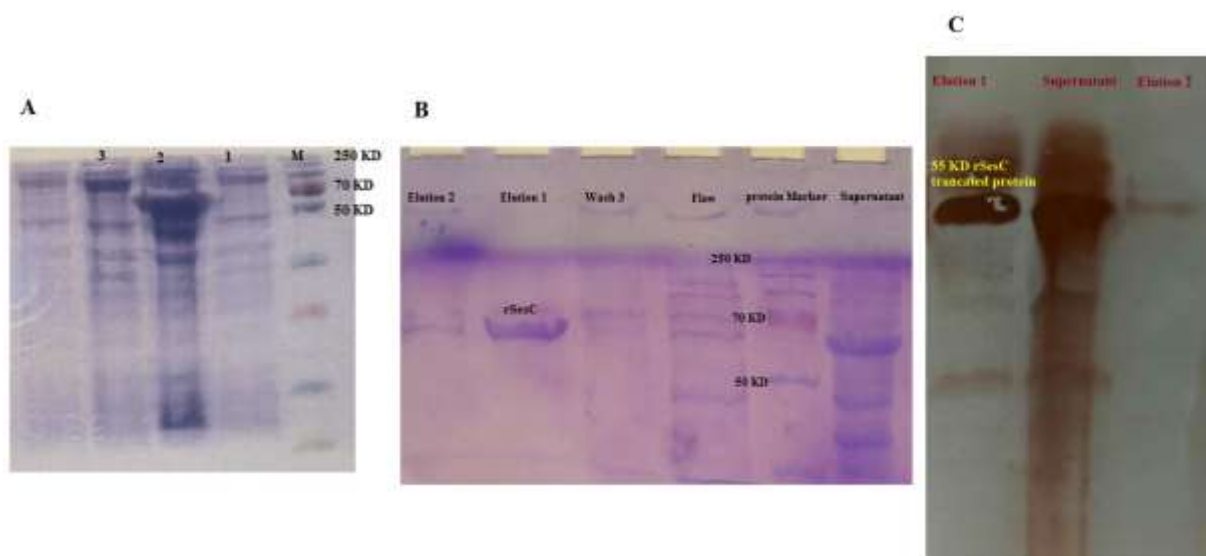 A
3 2 1 M 250 KD
70 KD
50 KD
B
Elution 2 Elution 1 Wash 3 Flow protein Marker Supernatant
250 KD
rSesC
70 KD
50 KD
C
Elution 1 Supernatant Elution 2
55 KD rSesC
truncated protein